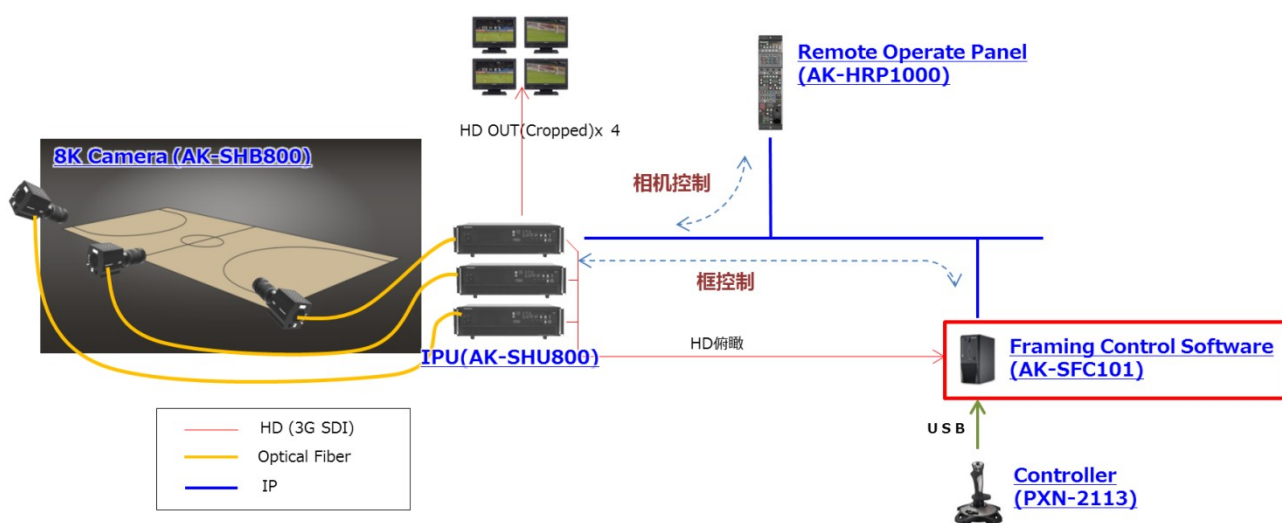 Remote Operate Panel
(AK-HRP1000)
HD OUT(Cropped)x 4
8K Camera (AK-SHB800)
相机控制
框控制
IPU(AK-SHU800)
HD俯瞰
Framing Control Software
(AK-SFC101)
HD (3G SDI)
Optical Fiber
IP
USB
Controller
(PXN-2113)